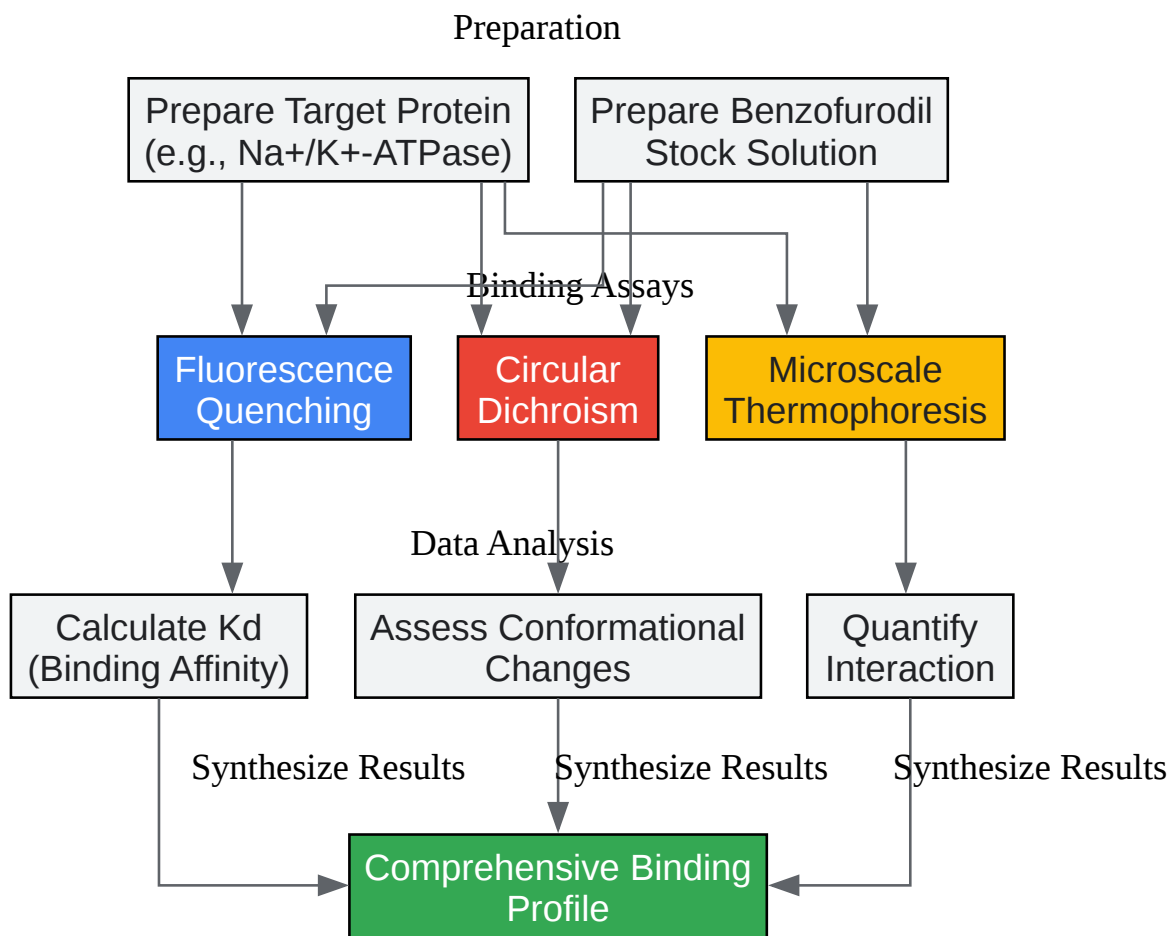 Preparation
Prepare Target Protein
(e.g., Na+/K+-ATPase)
Prepare Benzofurodil
Stock Solution
Binding Assays
Fluorescence
Quenching
Circular
Dichroism
Microscale
Thermophoresis
Data Analysis
Calculate Kd
(Binding Affinity)
Assess Conformational
Changes
Quantify
Interaction
Synthesize Results
Synthesize Results
Synthesize Results
Comprehensive Binding
Profile